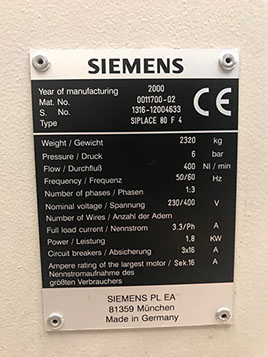 SIEMENS
Year of manufacturing 2000
Mat. No. 0011700-02
S. No. 1316-12004633
Type SIPLACE 80 F 4
CE
Weight / Gewicht 2320 kg
Pressure / Druck 6 bar
Flow / Durchfluß 400 Nl / min
Frequency / Frequenz 50/60 Hz
Number of phases / Phasen 1:3
Nominal voltage / Spannung 230/400 V
Number of Wires / Anzahl der Adern
Full load current / Nennstrom 3.3/Ph A
Power / Leistung 1.8 KW
Circuit breakers / Absicherung 3x16 A
Ampere rating of the largest motor / Sek.16 A
Nennstromaufnahme des
größten Verbrauchers
SIEMENS PL EA
81359 München
Made in Germany